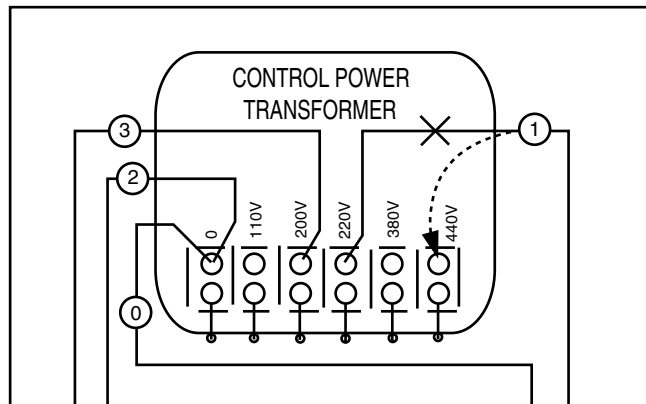 CONTROL POWER
TRANSFORMER
3
1
2
0
110V
200V
220V
380V
440V
0